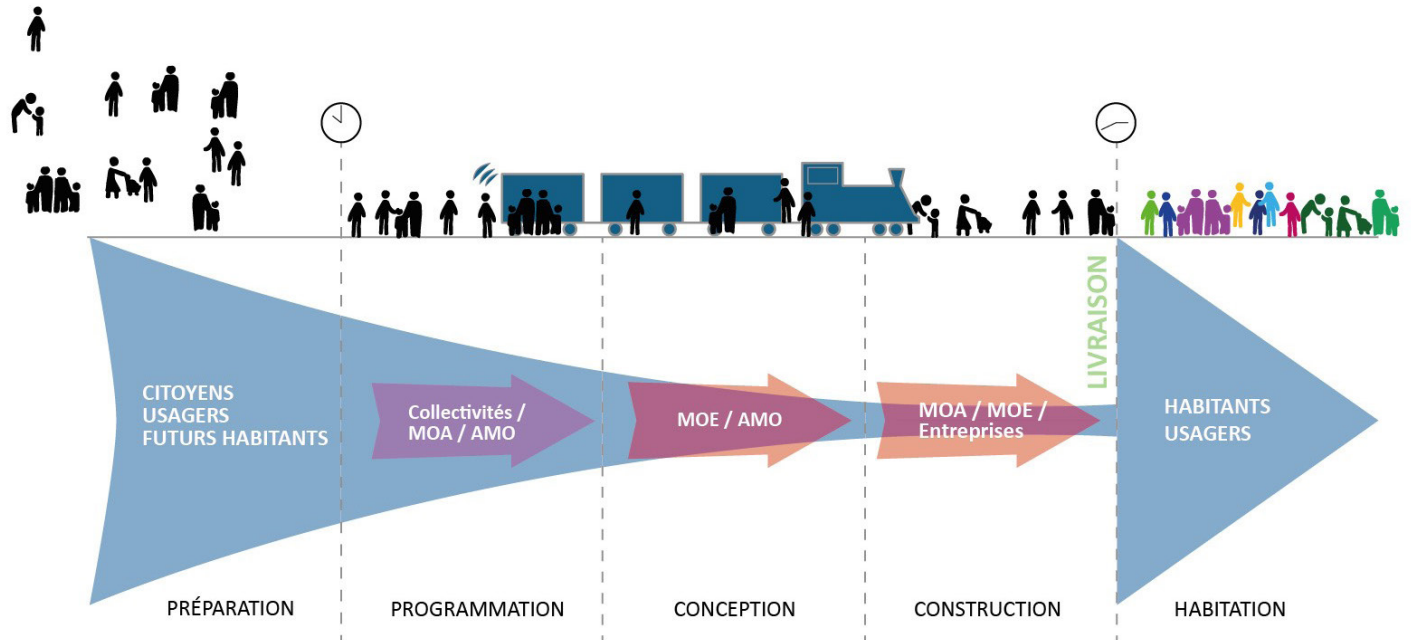 LIVRAISON
CITOYENS
USAGERS
FUTURS HABITANTS
Collectivités /
MOA / AMO
MOE / AMO
MOA / MOE /
Entreprises
HABITANTS
USAGERS
PRÉPARATION
PROGRAMMATION
CONCEPTION
CONSTRUCTION
HABITATION